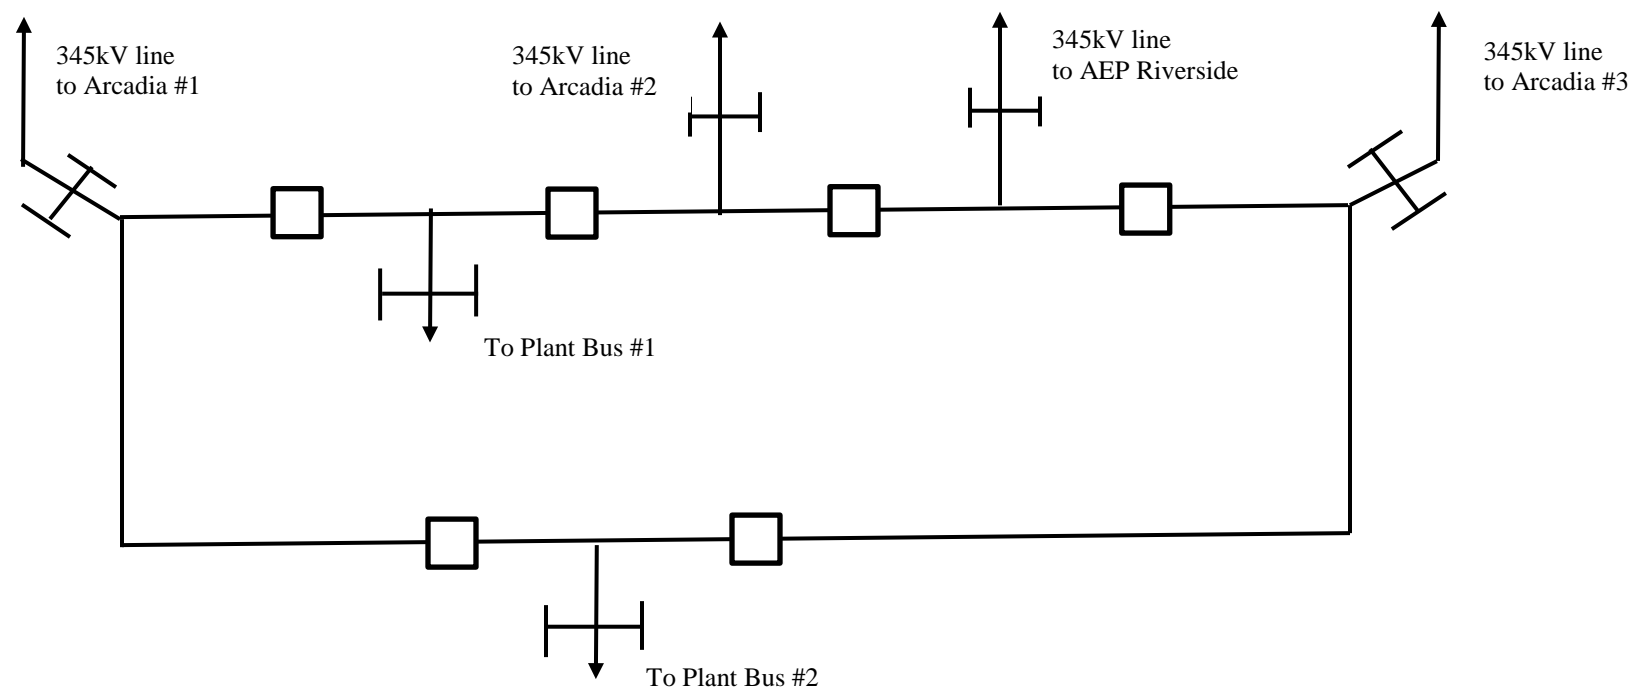 345kV line
to Arcadia #1
345kV line
to Arcadia #2
345kV line
to AEP Riverside
345kV line
to Arcadia #3
To Plant Bus #1
To Plant Bus #2